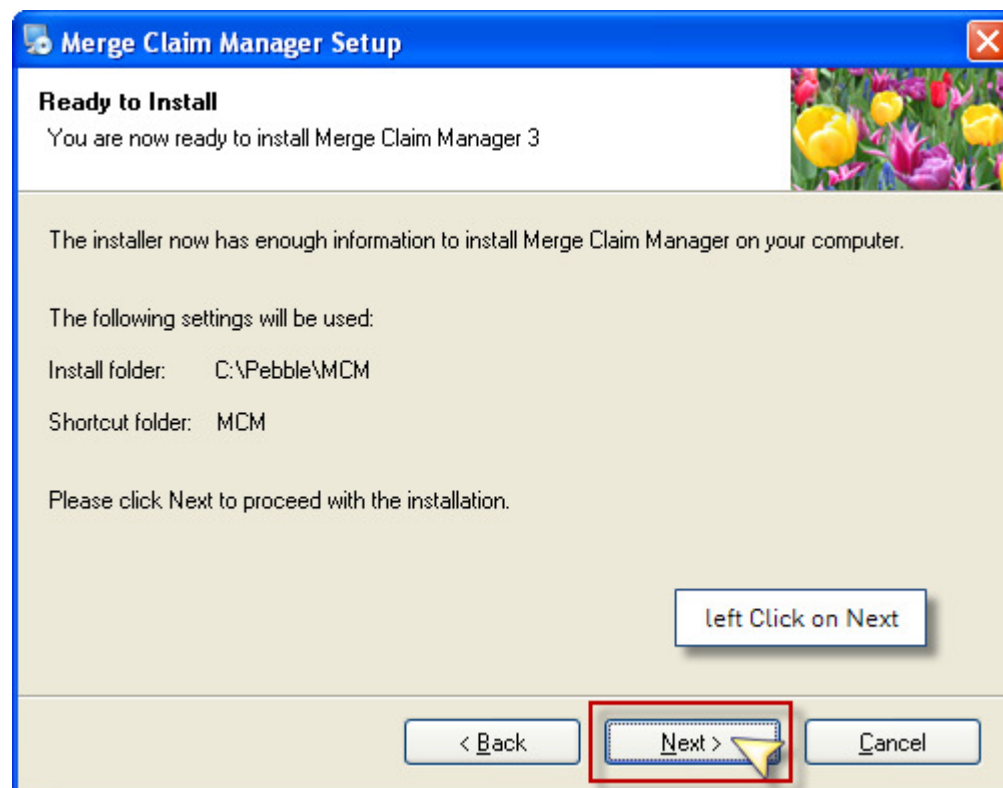 Merge Claim Manager Setup
Ready to Install
You are now ready to install Merge Claim Manager 3
The installer now has enough information to install Merge Claim Manager on your computer.
The following settings will be used:
Install folder: C:\Pebble\MCM
Shortcut folder: MCM
Please click Next to proceed with the installation.
left Click on Next
< Back Next > Cancel